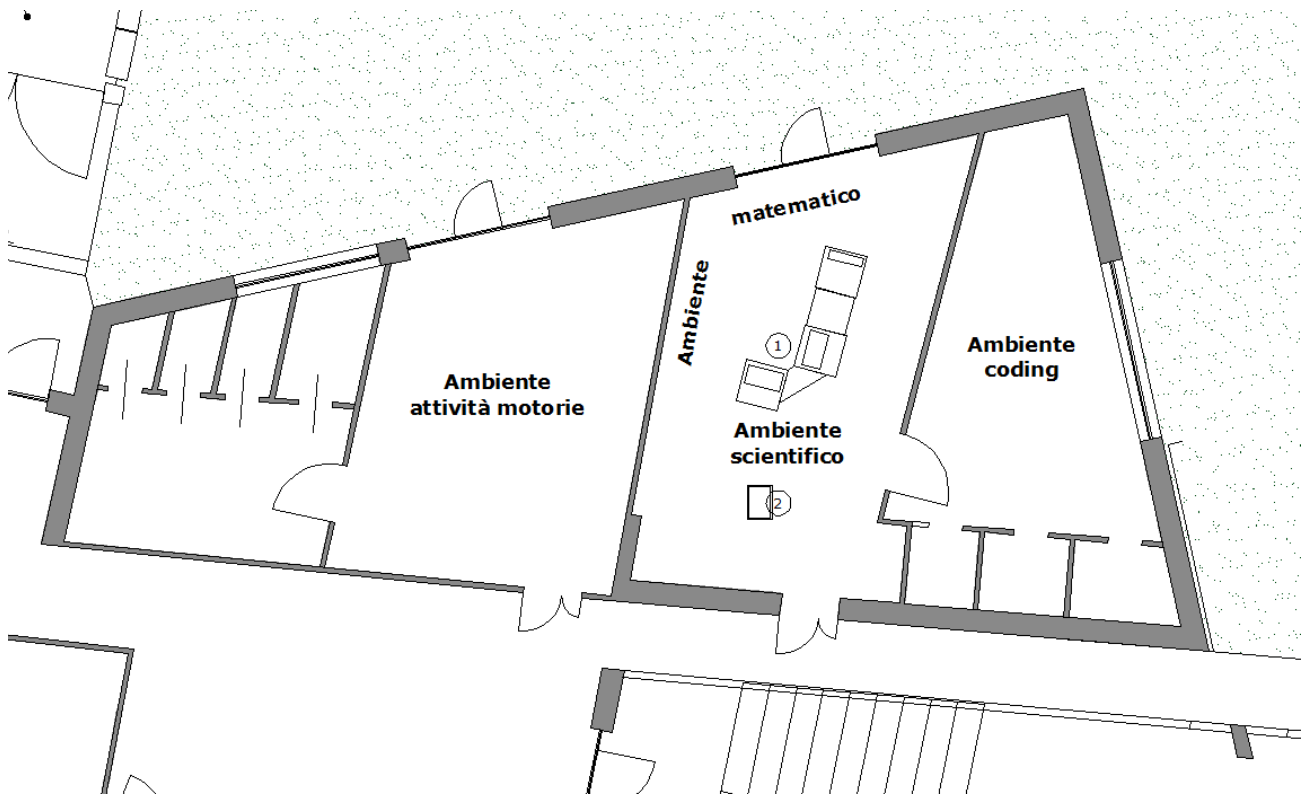 matematico
Ambiente
1
Ambiente
coding
Ambiente
attività motorie
Ambiente
scientifico
2